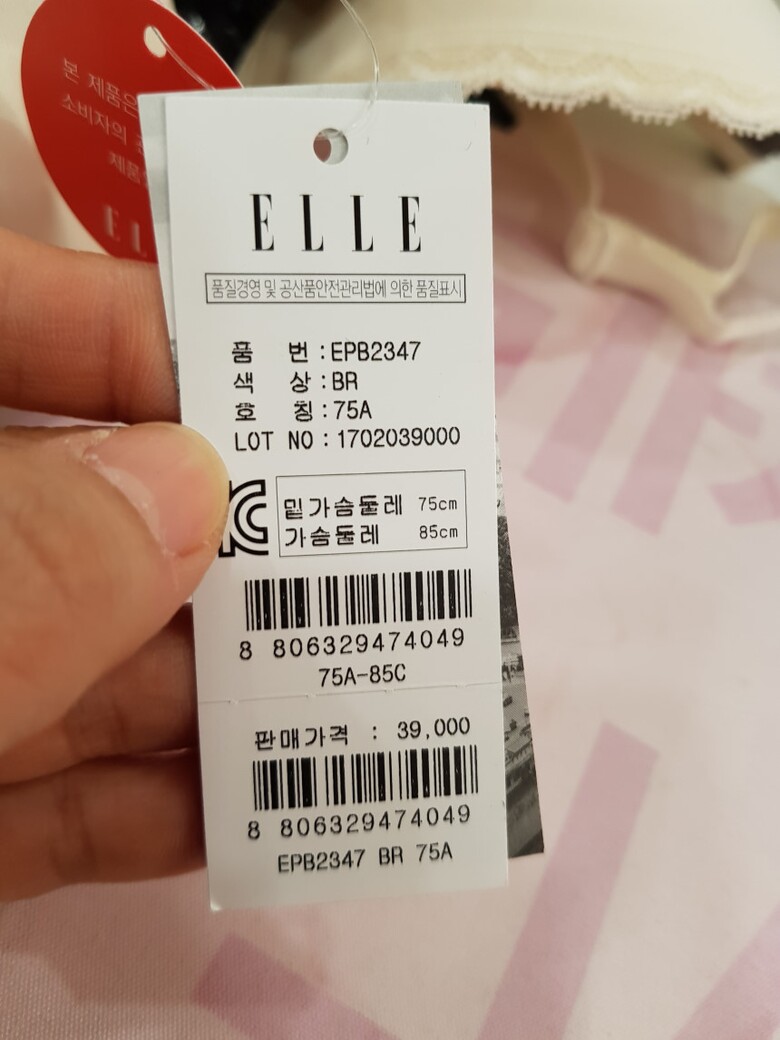 본 제품은
소비자의
제품
EL
ELLE
품질경영 및 공산품안전관리법에 의한 품질표시
품 번 : EPB2347
색 상 : BR
호 칭 : 75A
LOT NO : 1702039000
밑가슴둘레 75cm
가슴둘레 85cm
8 806329474049
75A-85C
판매가격 : 39,000
8 806329474049
EPB2347 BR 75A